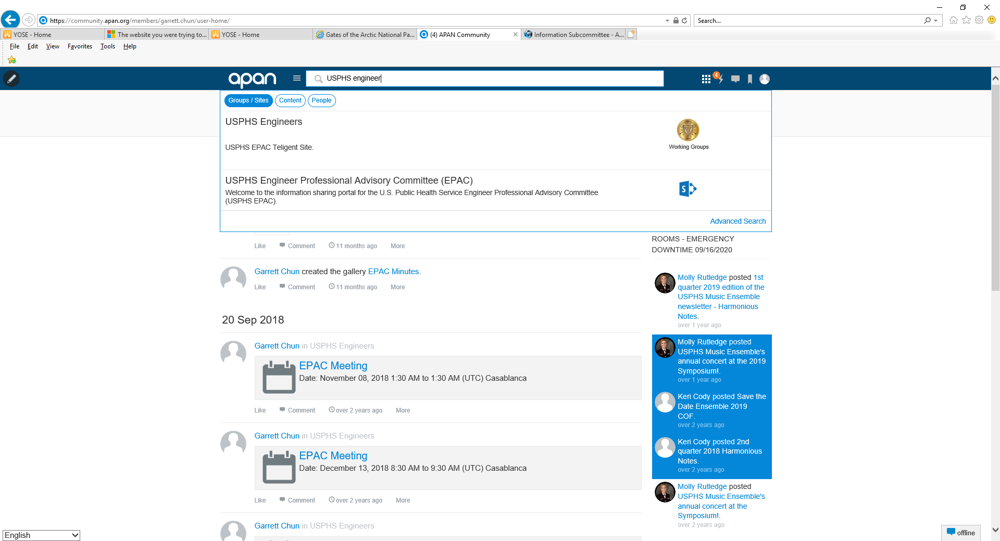 https://community.apan.org/members/garrett.chun/user-home/
Search...
YOSE - Home
The website you were trying to...
YOSE - Home
Gates of the Arctic National Pa...
(4) APAN Community
Information Subcommittee - A...
File Edit View Favorites Tools Help
apan
USPHS engineer
4
Groups / Sites
Content
People
USPHS Engineers
USPHS EPAC Teligent Site.
Working Groups
USPHS Engineer Professional Advisory Committee (EPAC)
Welcome to the information sharing portal for the U.S. Public Health Service Engineer Professional Advisory Committee
(USPHS EPAC).
S
Advanced Search
Like Comment 11 months ago More
Garrett Chun created the gallery EPAC Minutes.
Like Comment 11 months ago More
20 Sep 2018
Garrett Chun in USPHS Engineers
EPAC Meeting
Date: November 08, 2018 1:30 AM to 1:30 AM (UTC) Casablanca
Like Comment over 2 years ago More
Garrett Chun in USPHS Engineers
EPAC Meeting
Date: December 13, 2018 8:30 AM to 9:30 AM (UTC) Casablanca
Like Comment over 2 years ago More
Garrett Chun in USPHS Engineers
ROOMS - EMERGENCY
DOWNTIME 09/16/2020
Molly Rutledge posted 1st
quarter 2019 edition of the
USPHS Music Ensemble
newsletter - Harmonious
Notes.
over 1 year ago
Molly Rutledge posted
USPHS Music Ensemble's
annual concert at the 2019
Symposium!.
over 1 year ago
Keri Cody posted Save the
Date Ensemble 2019
COF.
over 2 years ago
Keri Cody posted 2nd
quarter 2018 Harmonious
Notes.
over 2 years ago
Molly Rutledge posted
USPHS Music Ensemble's
annual concert at the
Symposium!.
over 2 years ago
English
offline